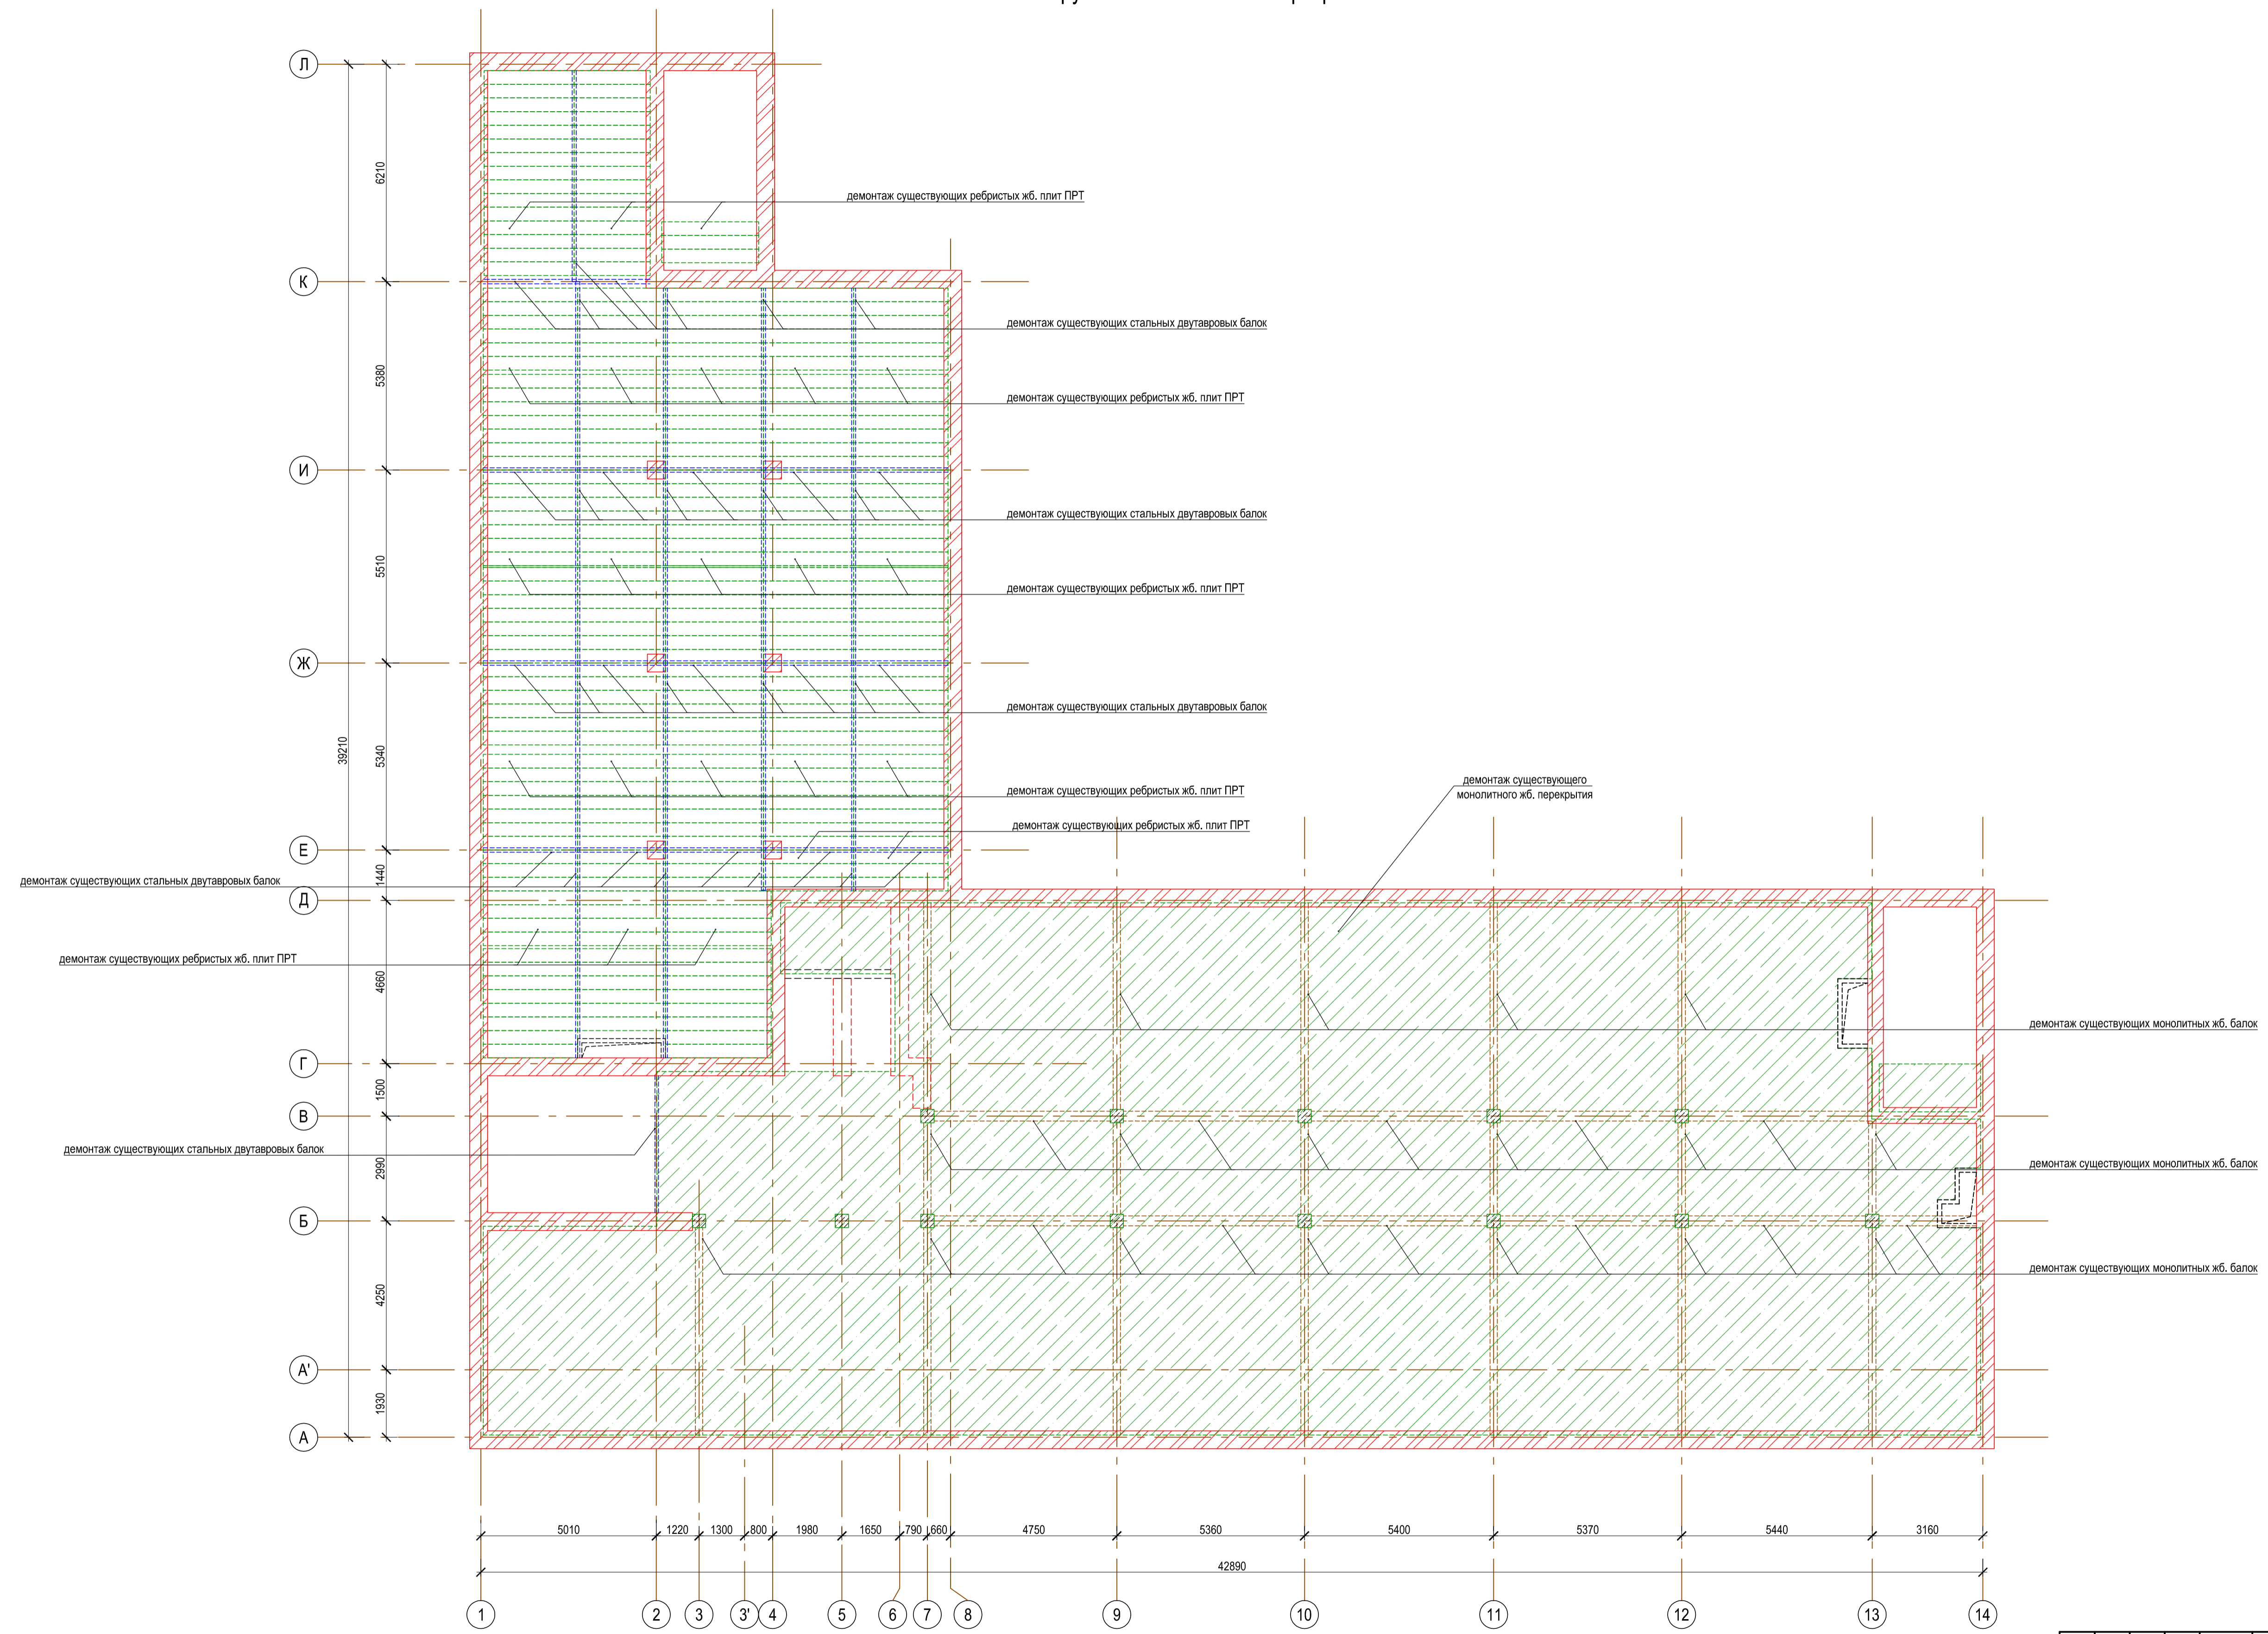 Л
6210
демонтаж существующих ребристых жб. плит ПРТ
К
демонтаж существующих стальных двутавровых балок
5380
демонтаж существующих ребристых жб. плит ПРТ
И
демонтаж существующих стальных двутавровых балок
5510
демонтаж существующих ребристых жб. плит ПРТ
Ж
демонтаж существующих стальных двутавровых балок
39210
5340
демонтаж существующего
монолитного жб. перекрытия
демонтаж существующих ребристых жб. плит ПРТ
демонтаж существующих ребристых жб. плит ПРТ
Е
1440
демонтаж существующих стальных двутавровых балок
Д
демонтаж существующих ребристых жб. плит ПРТ
4660
демонтаж существующих монолитных жб. балок
Г
1500
В
демонтаж существующих стальных двутавровых балок
2990
демонтаж существующих монолитных жб. балок
Б
демонтаж существующих монолитных жб. балок
4250
А'
1930
А
5010 1220 1300 800 1980 1650 790 660 4750 5360 5400 5370 5440 3160
42890
1 2 3 3' 4 5 6 7 8 9 10 11 12 13 14